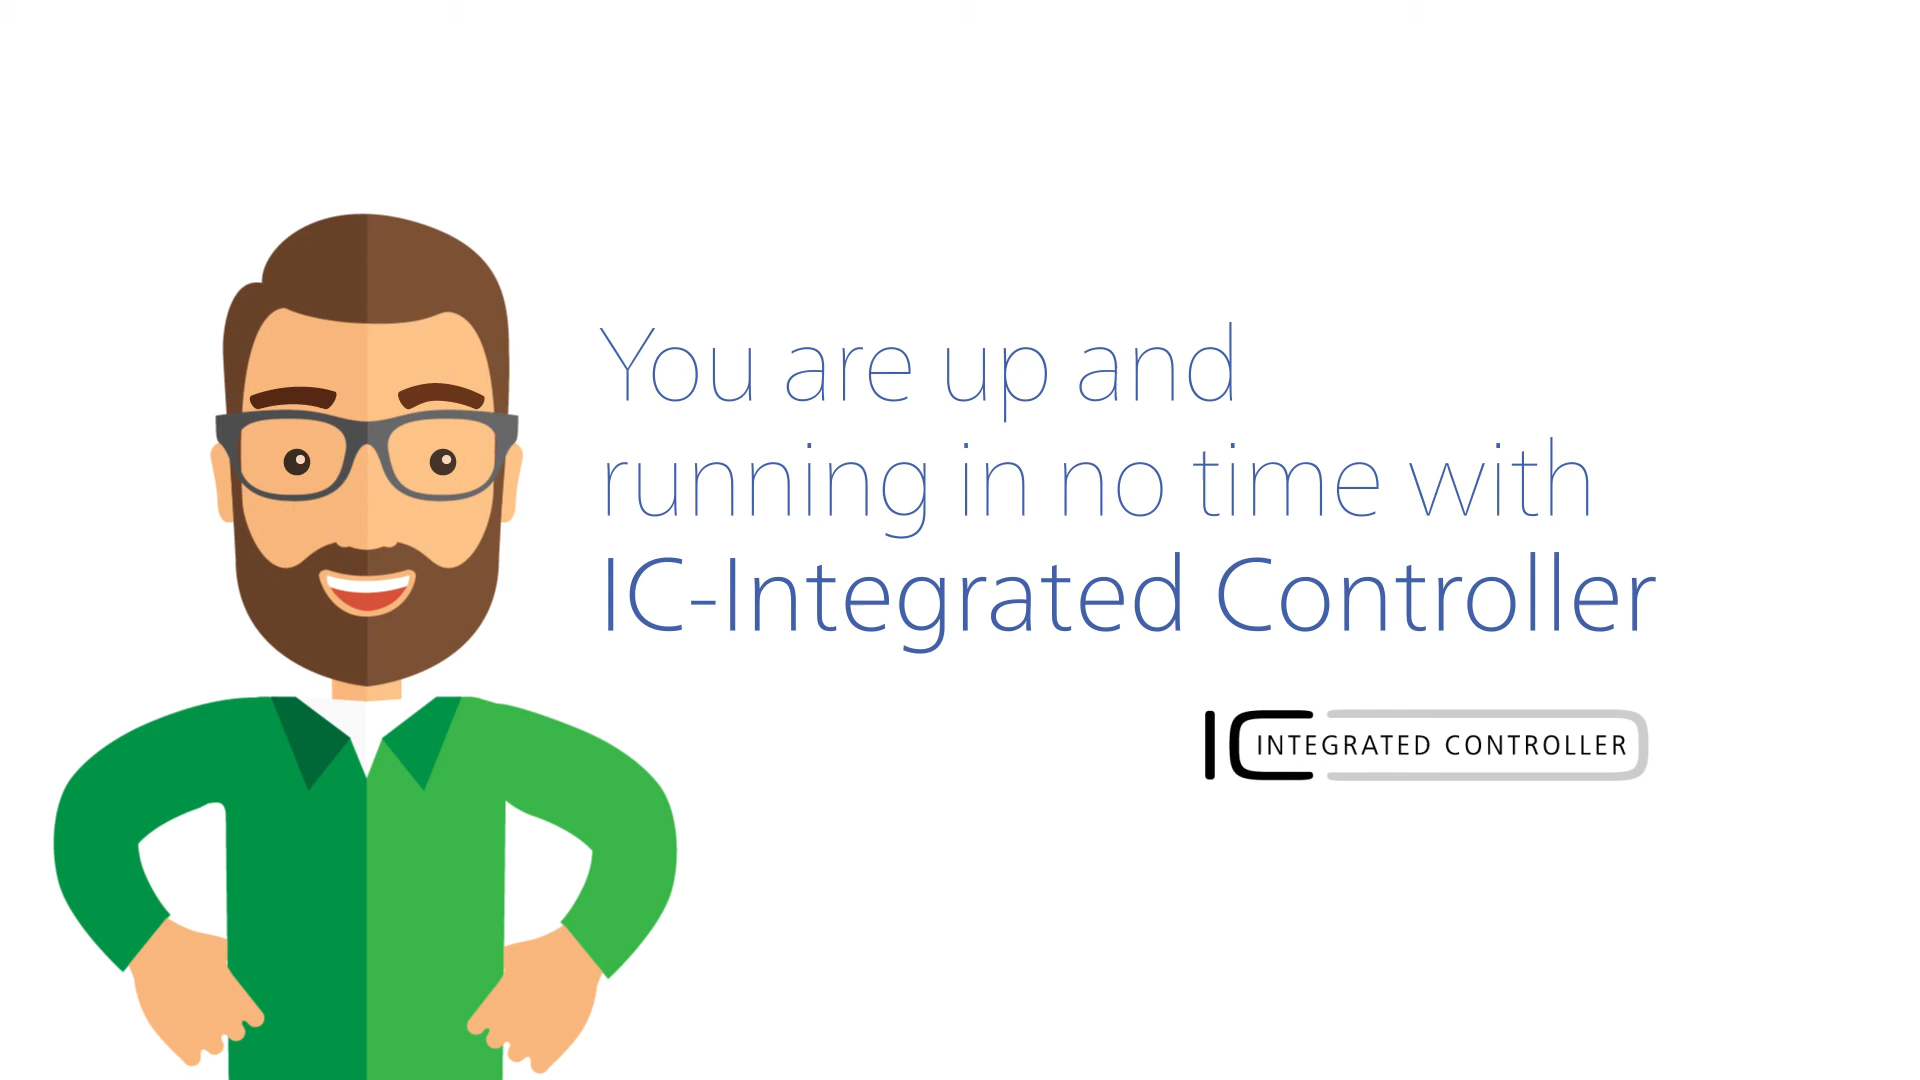 You are up and
running in no time with
IC-Integrated Controller
IC INTEGRATED CONTROLLER